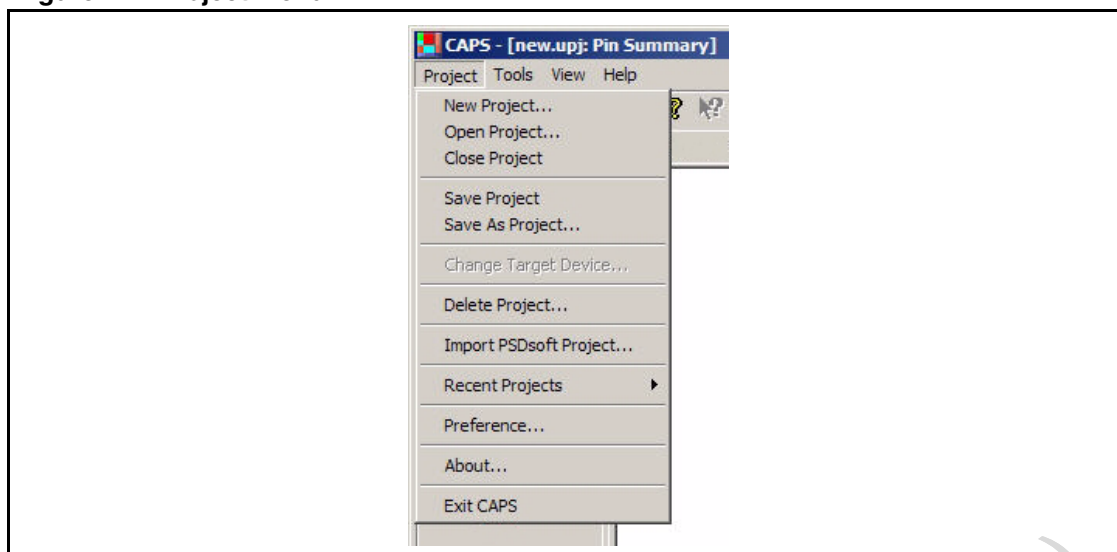 CAPS - [new.upj: Pin Summary]
Project Tools View Help
New Project...
Open Project...
Close Project
Save Project
Save As Project...
Change Target Device...
Delete Project...
Import PSDsoft Project...
Recent Projects
Preference...
About...
Exit CAPS